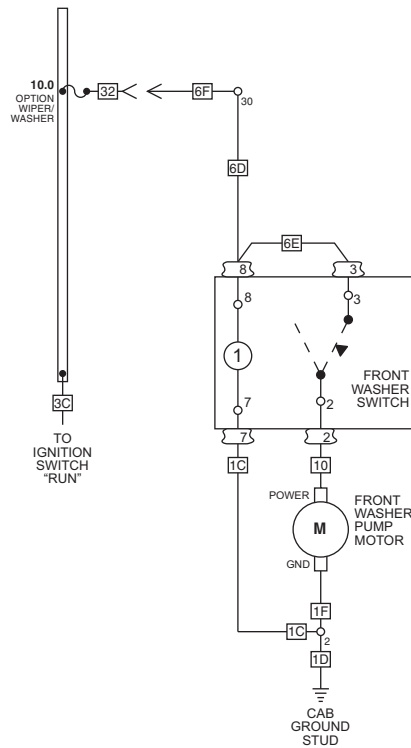 10.0
OPTION
WIPER/
WASHER
32
6F
30
6D
6E
8
3
8
3
1
FRONT
WASHER
SWITCH
7
2
7
2
3C
TO
IGNITION
SWITCH
“RUN”
1C
10
POWER
M
FRONT
WASHER
PUMP
MOTOR
GND
1F
1C
2
1D
CAB
GROUND
STUD